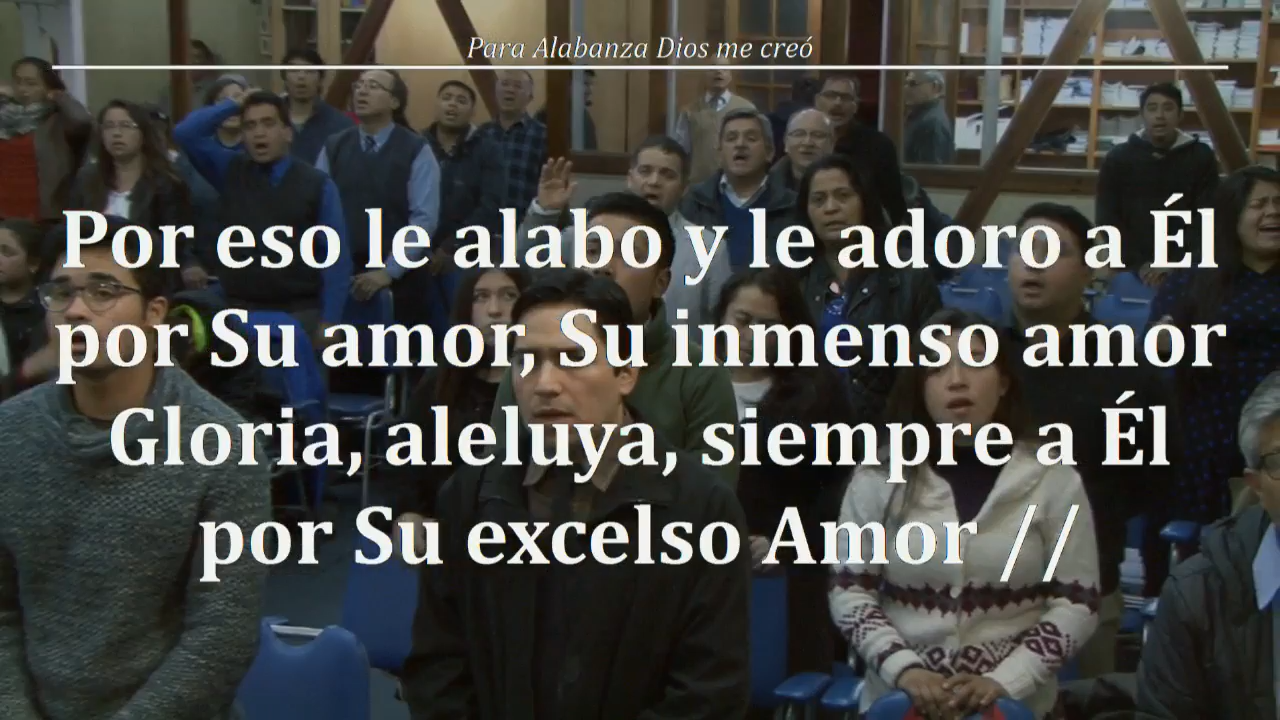 Para Alabanza Dios me creó
Por eso le alabo y le adoro a Él
por Su amor, Su inmenso amor
Gloria, aleluya, siempre a Él
por Su excelso Amor //